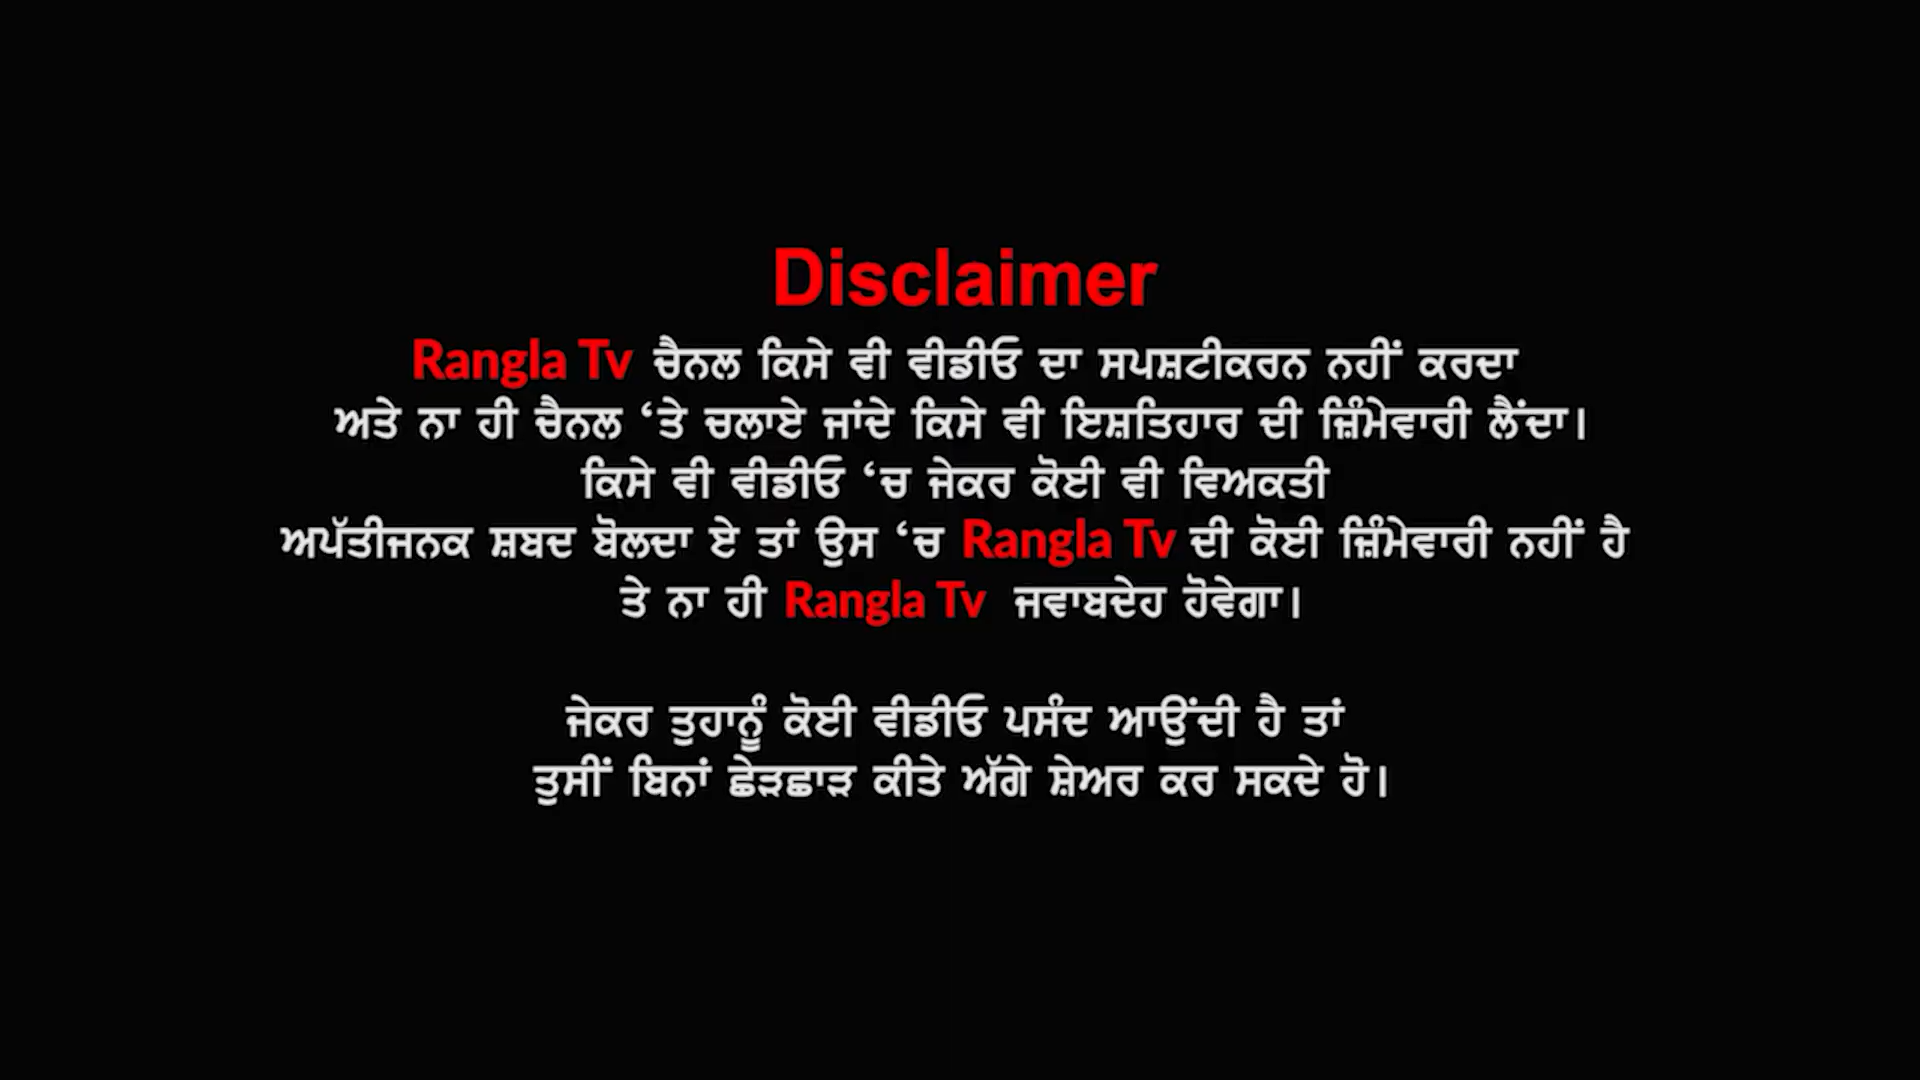 Disclaimer
Rangla Tv ਚੈਨਲ ਕਿਸੇ ਵੀ ਵੀਡੀਓ ਦਾ ਸਪਸ਼ਟੀਕਰਨ ਨਹੀਂ ਕਰਦਾ
ਅਤੇ ਨਾ ਹੀ ਚੈਨਲ ‘ਤੇ ਚਲਾਏ ਜਾਂਦੇ ਕਿਸੇ ਵੀ ਇਸ਼ਤਿਹਾਰ ਦੀ ਜ਼ਿੰਮੇਵਾਰੀ ਲੈਂਦਾ।
ਕਿਸੇ ਵੀ ਵੀਡੀਓ ‘ਚ ਜੇਕਰ ਕੋਈ ਵੀ ਵਿਅਕਤੀ
ਅਪੱਤੀਜਨਕ ਸ਼ਬਦ ਬੋਲਦਾ ਏ ਤਾਂ ਉਸ ‘ਚ Rangla Tv ਦੀ ਕੋਈ ਜ਼ਿੰਮੇਵਾਰੀ ਨਹੀਂ ਹੈ
ਤੇ ਨਾ ਹੀ Rangla Tv ਜਵਾਬਦੇਹ ਹੋਵੇਗਾ।
ਜੇਕਰ ਤੁਹਾਨੂੰ ਕੋਈ ਵੀਡੀਓ ਪਸੰਦ ਆਉਂਦੀ ਹੈ ਤਾਂ
ਤੁਸੀਂ ਬਿਨਾਂ ਛੇੜਛਾੜ ਕੀਤੇ ਅੱਗੇ ਸ਼ੇਅਰ ਕਰ ਸਕਦੇ ਹੋ।